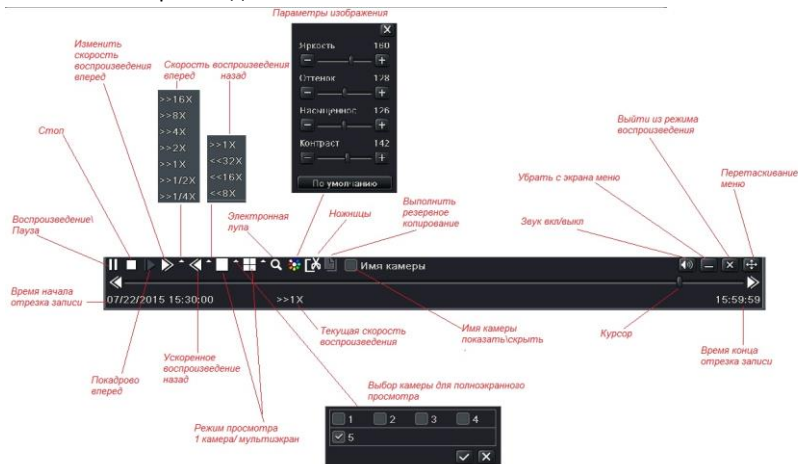 Параметры изображения
Изменить
скорость
воспроизведения
вперед
Скорость воспроизведения
вперед
назад
Яркость 160
Оттенок 128
Насыщеннос 126
Контраст 142
По умолчанию
>>16X
>>8X
>>4X
>>2X
>>1X
>>1/2X
>>1/4X
>>1X
<<32X
<<16X
<<8X
Стоп
Воспроизведение\
Пауза
Электронная
лупа
Ножницы
Выполнить
резервное
копирование
Выйти из режима
воспроизведения
Убрать с экрана меню
Перетаскивание
меню
Звук вкл/выкл
Имя камеры
Время начала
отрезка записи
07/22/2015 15:30:00 >>1X 15:59:59
Покадрово
вперед
Ускоренное
воспроизведение
назад
Режим просмотра
1 камера/ мультиэкран
Текущая скорость
воспроизведения
Имя камеры
показать\скрыть
.
Курсор
Время конца
отрезка записи
Выбор камеры для полноэкранного
просмотра
1 2 3 4
5